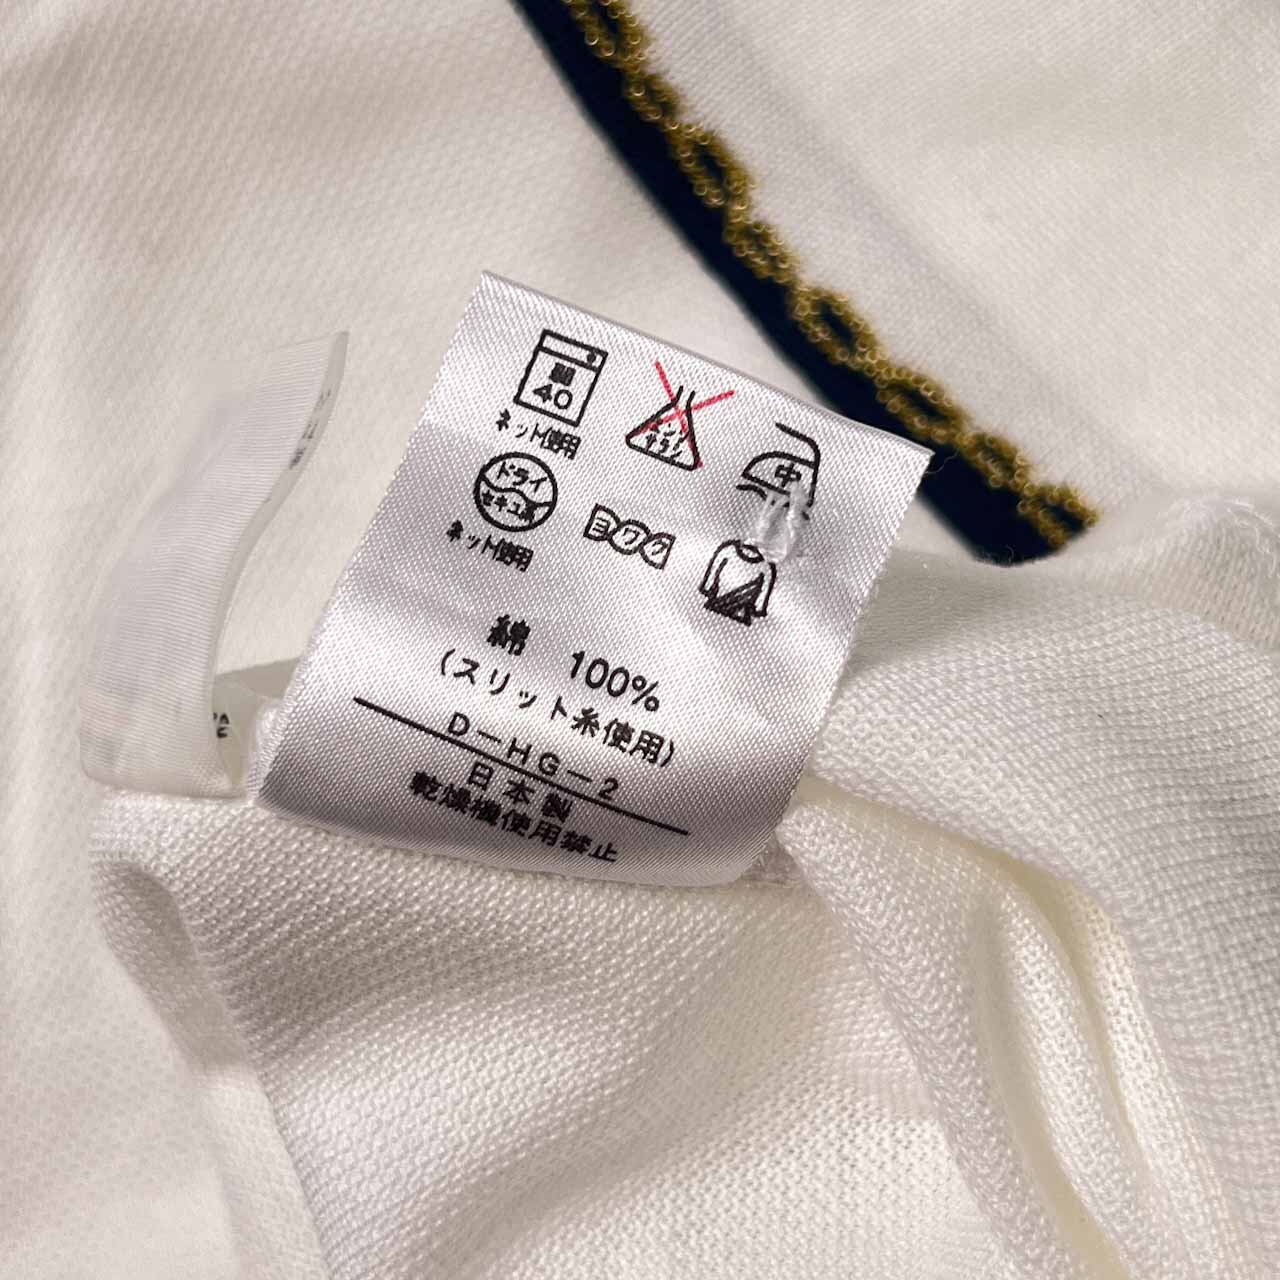 弱
40
ネット使用
エンソ
サラシ
中
ドライ
セキユ系
ネット使用
ヨワク
綿 100%
(スリット糸使用)
D-HG-2
日本製
乾燥機使用禁止